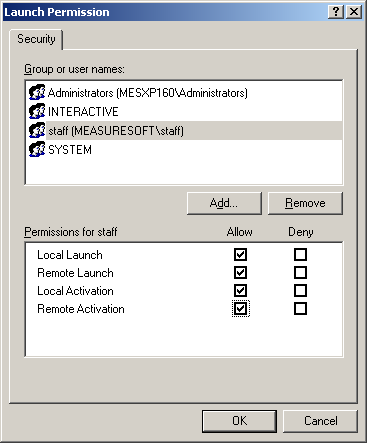 Launch Permission
Security
Group or user names:
Administrators (MESXP160\Administrators)
INTERACTIVE
staff (MEASURESOFT\staff)
SYSTEM
Add... Remove
Permissions for staff Allow Deny
Local Launch
Remote Launch
Local Activation
Remote Activation
OK Cancel